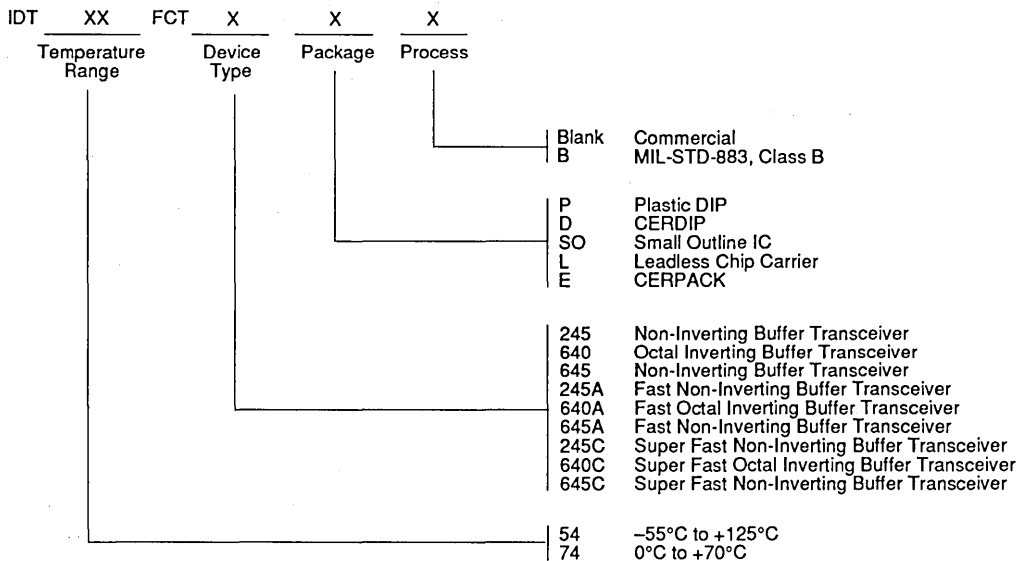 IDT XX FCT X X X
Temperature Range Device Type Package Process
Blank Commercial
B MIL-STD-883, Class B
P Plastic DIP
D CERDIP
SO Small Outline IC
L Leadless Chip Carrier
E CERPACK
245 Non-Inverting Buffer Transceiver
640 Octal Inverting Buffer Transceiver
645 Non-Inverting Buffer Transceiver
245A Fast Non-Inverting Buffer Transceiver
640A Fast Octal Inverting Buffer Transceiver
645A Fast Non-Inverting Buffer Transceiver
245C Super Fast Non-Inverting Buffer Transceiver
640C Super Fast Octal Inverting Buffer Transceiver
645C Super Fast Non-Inverting Buffer Transceiver
54 –55°C to +125°C
74 0°C to +70°C